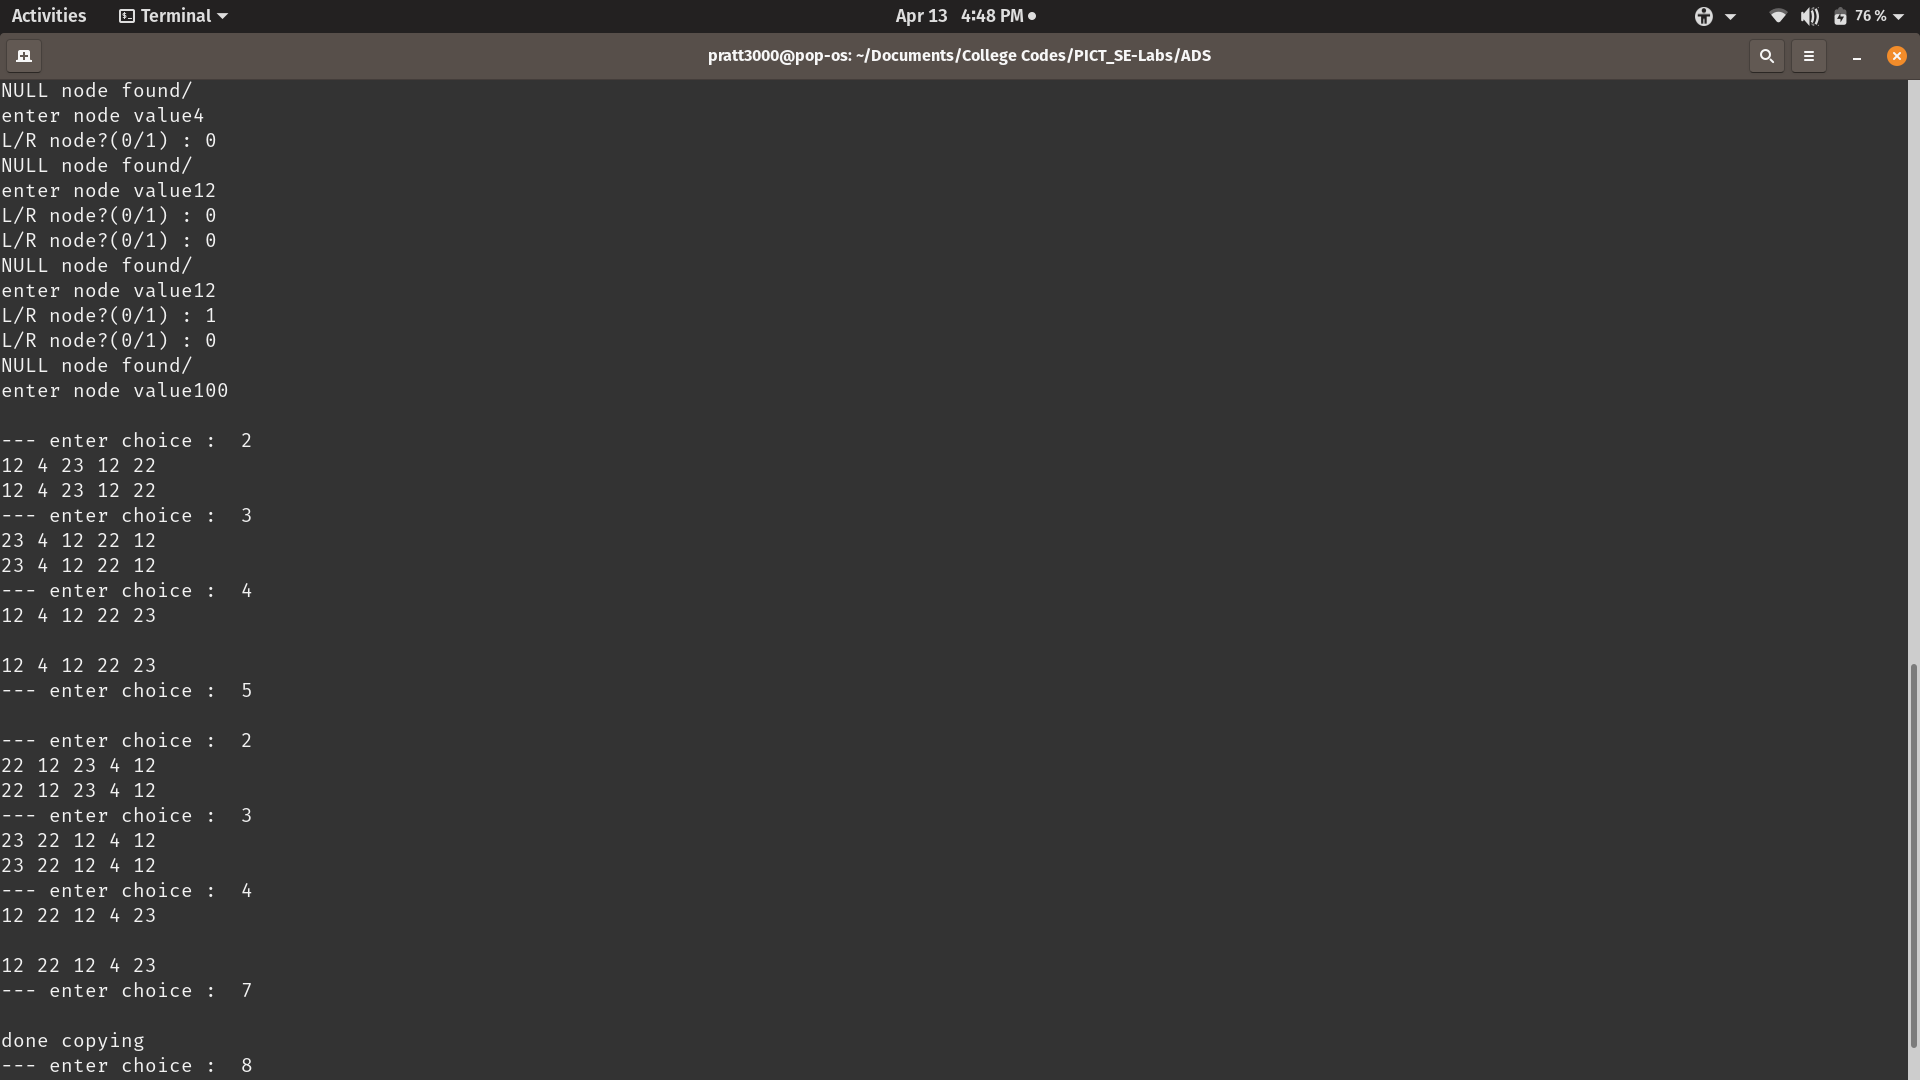 Activities Terminal Apr 13 4:48 PM 76 %
pratt3000@pop-os: ~/Documents/College Codes/PICT_SE-Labs/ADS
NULL node found/
enter node value4
L/R node?(0/1) : 0
NULL node found/
enter node value12
L/R node?(0/1) : 0
L/R node?(0/1) : 0
NULL node found/
enter node value12
L/R node?(0/1) : 1
L/R node?(0/1) : 0
NULL node found/
enter node value100
--- enter choice :  2
12 4 23 12 22
12 4 23 12 22
--- enter choice :  3
23 4 12 22 12
23 4 12 22 12
--- enter choice :  4
12 4 12 22 23
12 4 12 22 23
--- enter choice :  5
--- enter choice :  2
22 12 23 4 12
22 12 23 4 12
--- enter choice :  3
23 22 12 4 12
23 22 12 4 12
--- enter choice :  4
12 22 12 4 23
12 22 12 4 23
--- enter choice :  7
done copying
--- enter choice :  8